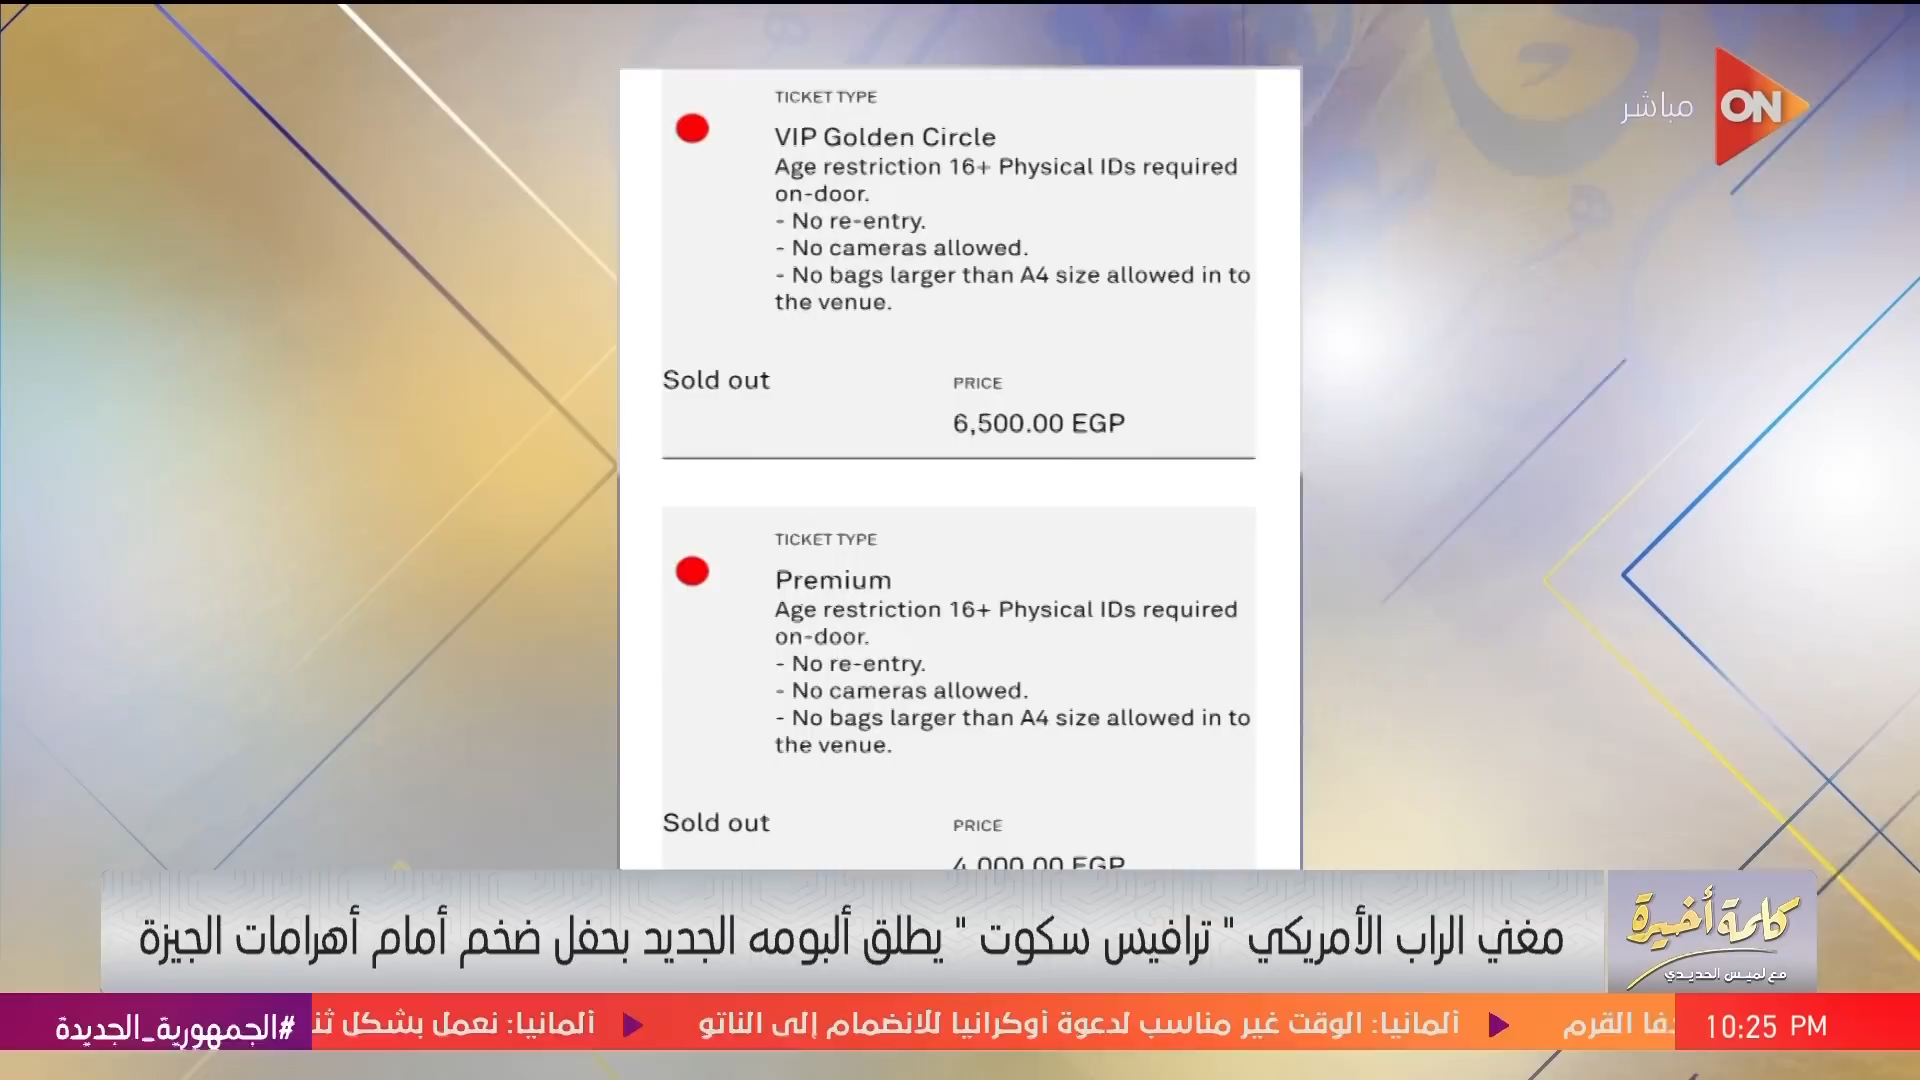 مباشر
ON
TICKET TYPE
VIP Golden Circle
Age restriction 16+ Physical IDs required
on-door.
- No re-entry.
- No cameras allowed.
- No bags larger than A4 size allowed in to
the venue.
Sold out
PRICE
6,500.00 EGP
TICKET TYPE
Premium
Age restriction 16+ Physical IDs required
on-door.
- No re-entry.
- No cameras allowed.
- No bags larger than A4 size allowed in to
the venue.
Sold out
PRICE
4,000.00 EGP
مغني الراب الأمريكي " ترافيس سكوت " يطلق ألبومه الجديد بحفل ضخم أمام أهرامات الجيزة
كلمة أخيرة
مع لميس الحديدي
القرم ▶ ألمانيا: الوقت غير مناسب لدعوة أوكرانيا للانضمام إلى الناتو ▶ ألمانيا: نعمل بشكل
#الجمهورية_الجديدة
10:25 PM